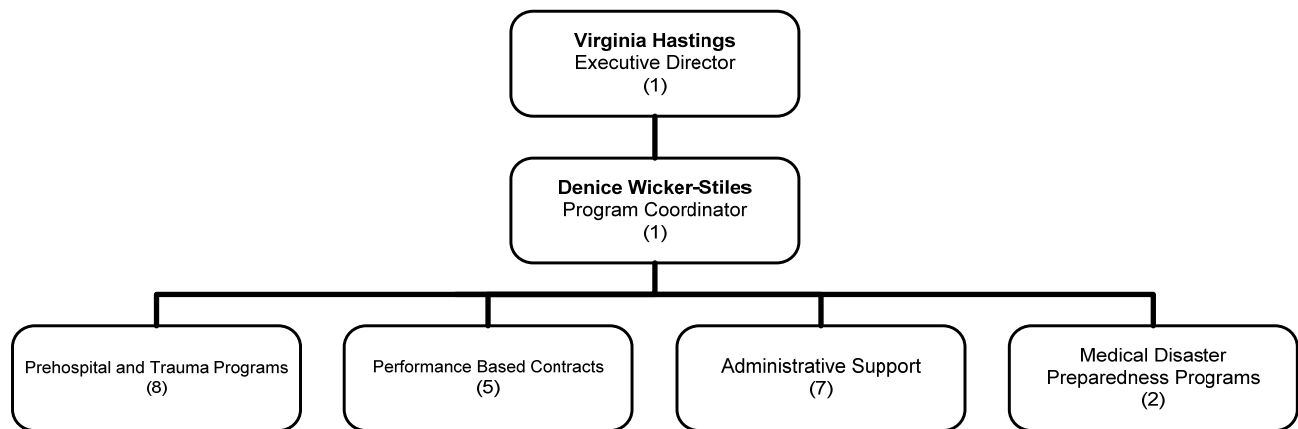 Virginia Hastings
Executive Director
(1)
Denice Wicker-Stiles
Program Coordinator
(1)
Prehospital and Trauma Programs
(8)
Performance Based Contracts
(5)
Administrative Support
(7)
Medical Disaster
Preparedness Programs
(2)